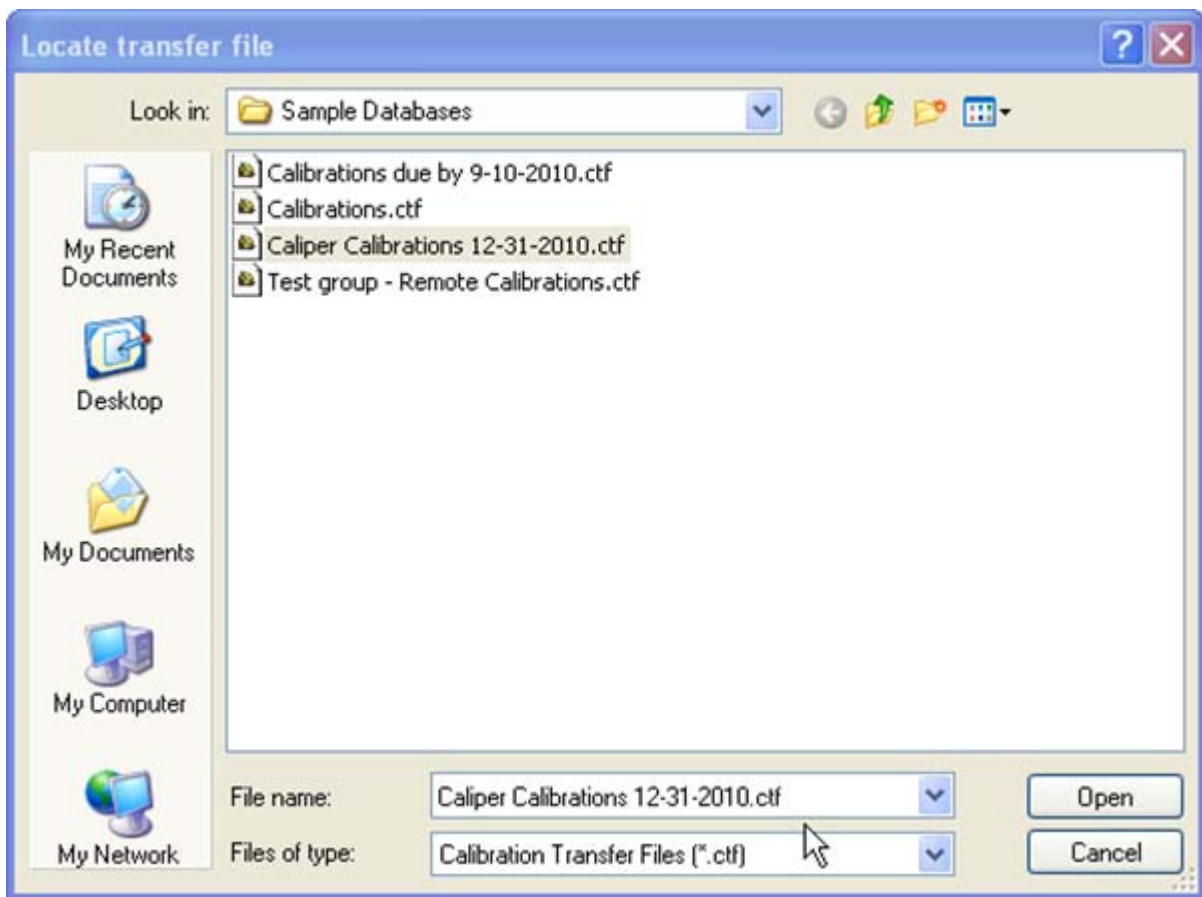 Locate transfer file
Look in: Sample Databases
Calibrations due by 9-10-2010.ctf
Calibrations.ctf
Caliper Calibrations 12-31-2010.ctf
Test group - Remote Calibrations.ctf
My Recent
Documents
Desktop
My Documents
My Computer
My Network
File name: Caliper Calibrations 12-31-2010.ctf Open
Files of type: Calibration Transfer Files (*.ctf) Cancel